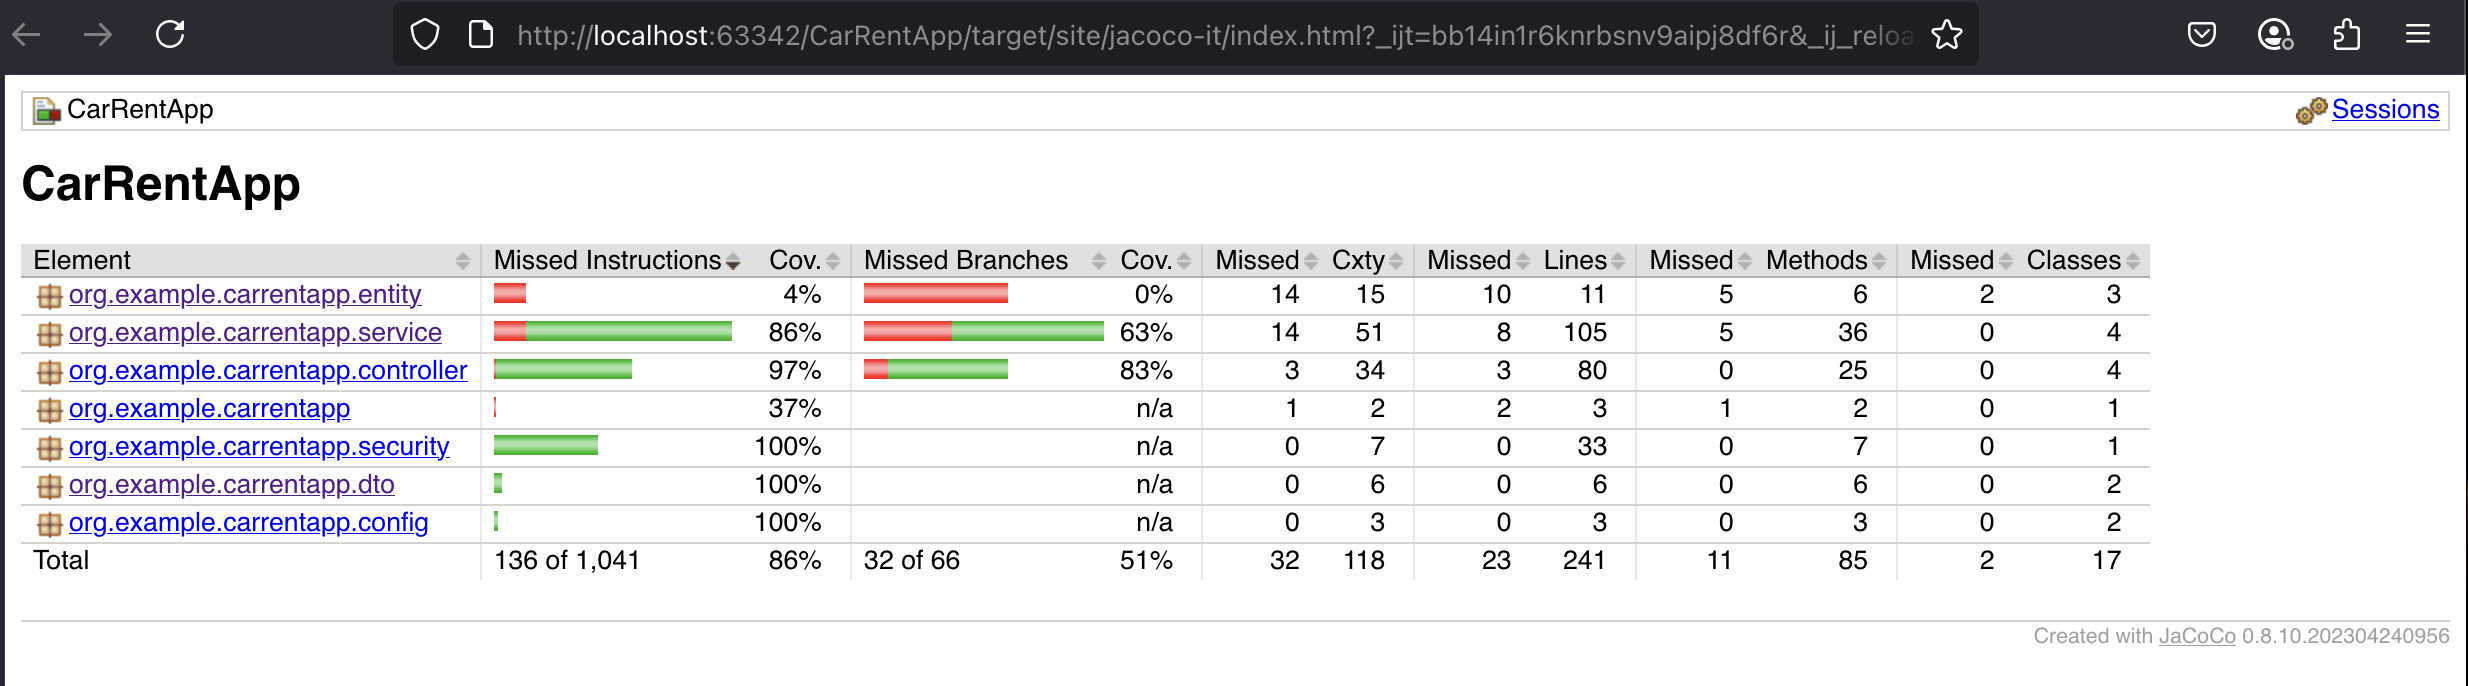 http://localhost:63342/CarRentApp/target/site/jacoco-it/index.html?_ijt=bb14in1r6knrbsnv9aipj8df6r&_ij_reloa
CarRentApp Sessions
CarRentApp
Element Missed Instructions Cov. Missed Branches Cov. Missed Cxty Missed Lines Missed Methods Missed Classes
org.example.carrentapp.entity 4% 0% 14 15 10 11 5 6 2 3
org.example.carrentapp.service 86% 63% 14 51 8 105 5 36 0 4
org.example.carrentapp.controller 97% 83% 3 34 3 80 0 25 0 4
org.example.carrentapp 37% n/a 1 2 2 3 1 2 0 1
org.example.carrentapp.security 100% n/a 0 7 0 33 0 7 0 1
org.example.carrentapp.dto 100% n/a 0 6 0 6 0 6 0 2
org.example.carrentapp.config 100% n/a 0 3 0 3 0 3 0 2
Total 136 of 1,041 86% 32 of 66 51% 32 118 23 241 11 85 2 17
Created with JaCoCo 0.8.10.202304240956